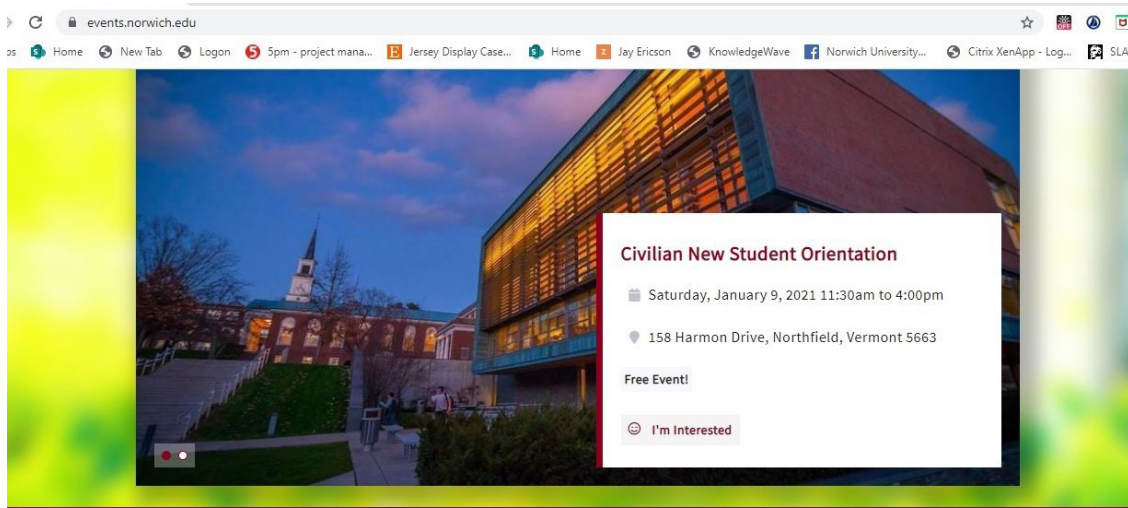 events.norwich.edu
os Home New Tab Logon 5pm - project mana... Jersey Display Case... Home Jay Ericson KnowledgeWave Norwich University... Citrix XenApp - Log... SLA
Civilian New Student Orientation
Saturday, January 9, 2021 11:30am to 4:00pm
158 Harmon Drive, Northfield, Vermont 5663
Free Event!
I'm Interested